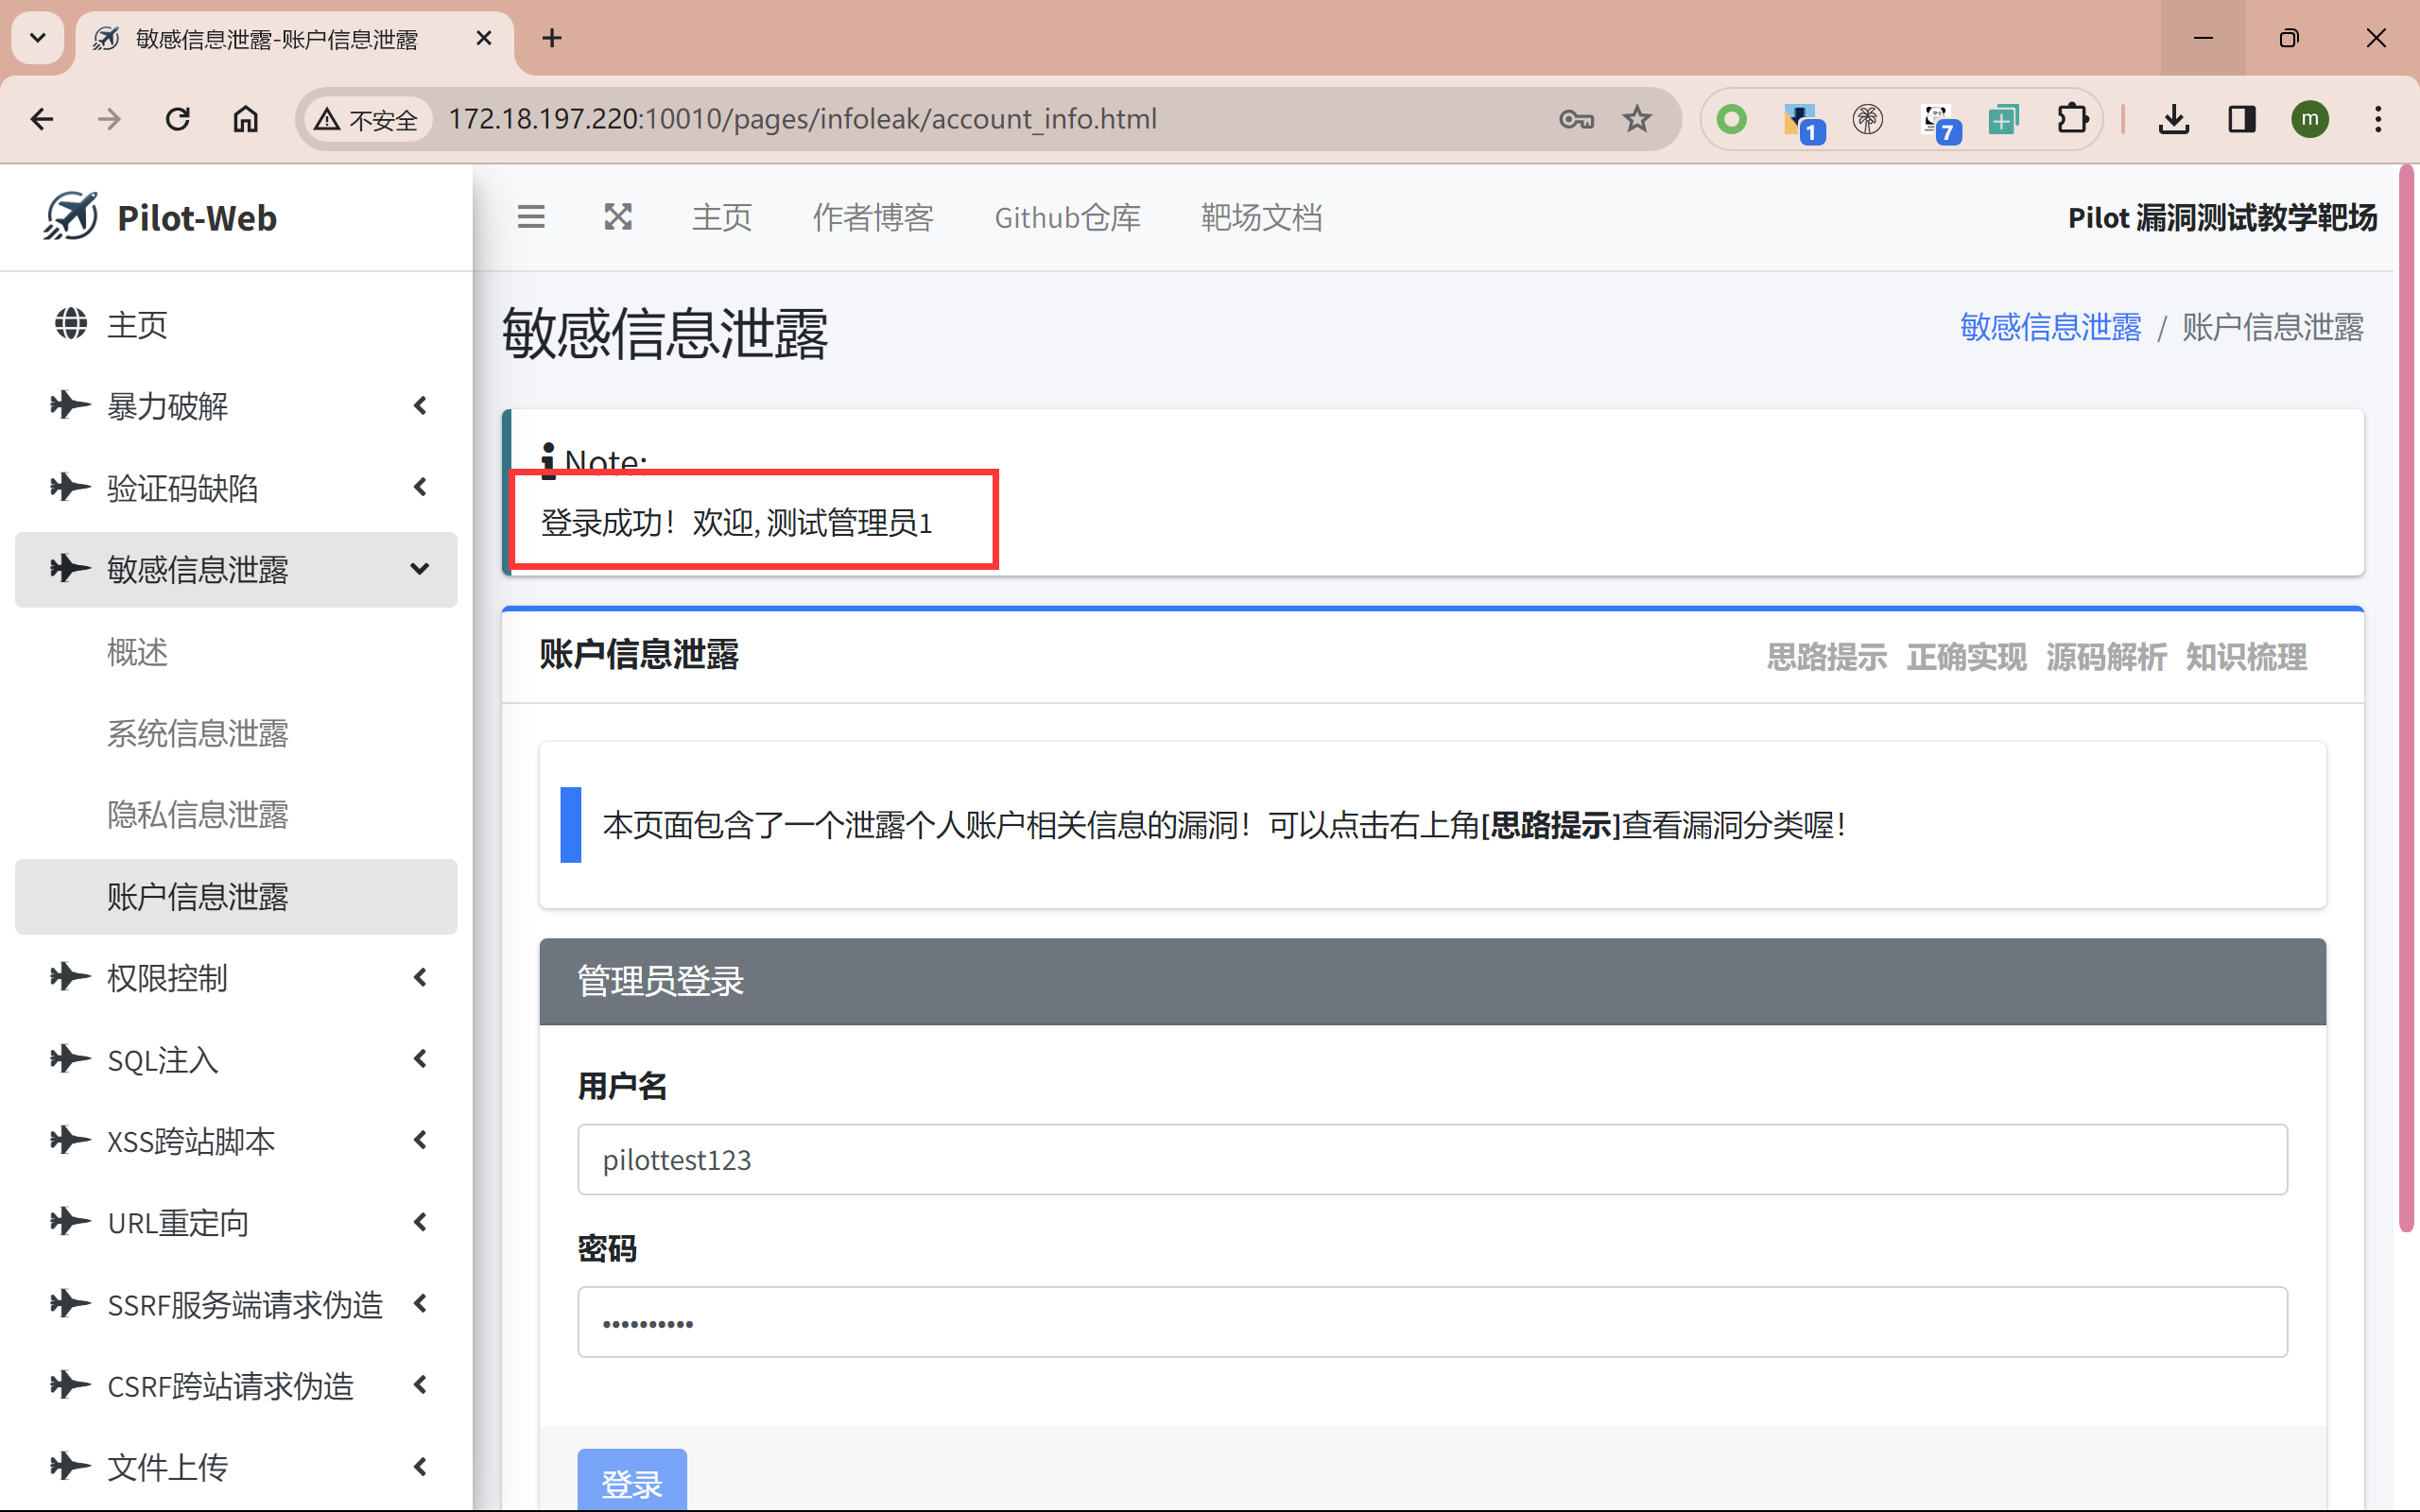 敏感信息泄露-账户信息泄露
不安全
172.18.197.220:10010/pages/infoleak/account_info.html
1
7
m
Pilot-Web
主页
作者博客
Github仓库
靶场文档
Pilot 漏洞测试教学靶场
主页
暴力破解
验证码缺陷
敏感信息泄露
概述
系统信息泄露
隐私信息泄露
账户信息泄露
权限控制
SQL注入
XSS跨站脚本
URL重定向
SSRF服务端请求伪造
CSRF跨站请求伪造
文件上传
敏感信息泄露
敏感信息泄露 / 账户信息泄露
Note:
登录成功！欢迎, 测试管理员1
账户信息泄露
思路提示 正确实现 源码解析 知识梳理
本页面包含了一个泄露个人账户相关信息的漏洞！可以点击右上角[思路提示]查看漏洞分类喔！
管理员登录
用户名
pilottest123
密码
••••••••••
登录